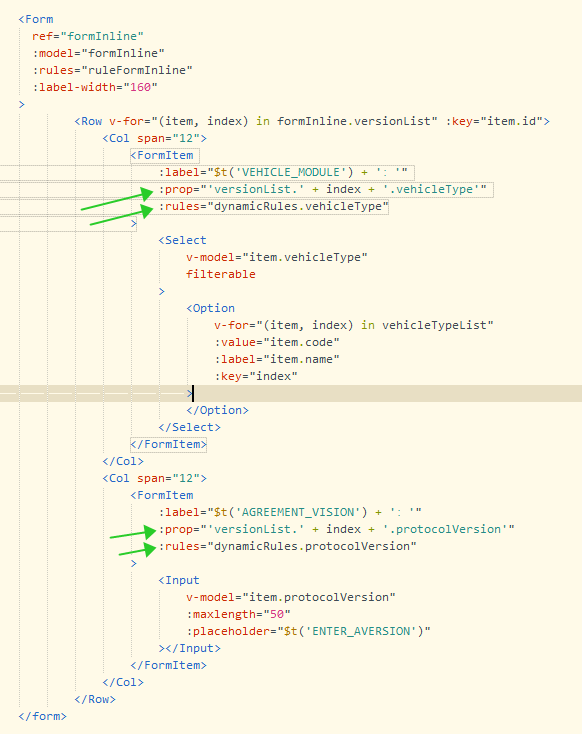 <Form
ref="formInline"
:model="formInline"
:rules="ruleFormInline"
:label-width="160"
>
<Row v-for="(item, index) in formInline.versionList" :key="item.id">
<Col span="12">
<FormItem
:label="$t('VEHICLE_MODULE') + '：'"
:prop="'versionList.' + index + '.vehicleType'"
:rules="dynamicRules.vehicleType"
>
<Select
v-model="item.vehicleType"
filterable
>
<Option
v-for="(item, index) in vehicleTypeList"
:value="item.code"
:label="item.name"
:key="index"
>
</Option>
</Select>
</FormItem>
</Col>
<Col span="12">
<FormItem
:label="$t('AGREEMENT_VISION') + '：'"
:prop="'versionList.' + index + '.protocolVersion'"
:rules="dynamicRules.protocolVersion"
>
<Input
v-model="item.protocolVersion"
:maxlength="50"
:placeholder="$t('ENTER_AVERSION')"
></Input>
</FormItem>
</Col>
</Row>
</form>